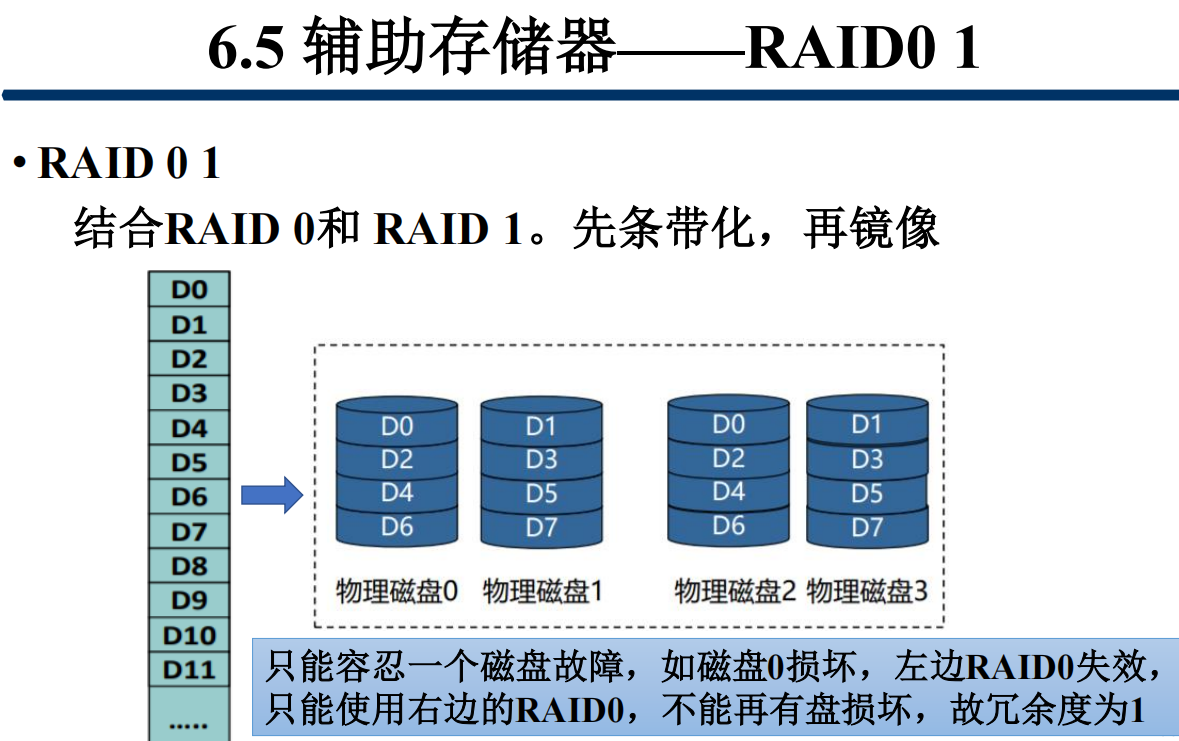 6.5 辅助存储器——RAID0 1
• RAID 0 1
结合RAID 0和 RAID 1。先条带化，再镜像
D0
D1
D2
D3
D4
D5
D6
D7
D8
D9
D10
D11
.....
D0
D2
D4
D6
物理磁盘0
D1
D3
D5
D7
物理磁盘1
D0
D2
D4
D6
物理磁盘2
D1
D3
D5
D7
物理磁盘3
只能容忍一个磁盘故障，如磁盘0损坏，左边RAID0失效，
只能使用右边的RAID0，不能再有盘损坏，故冗余度为1